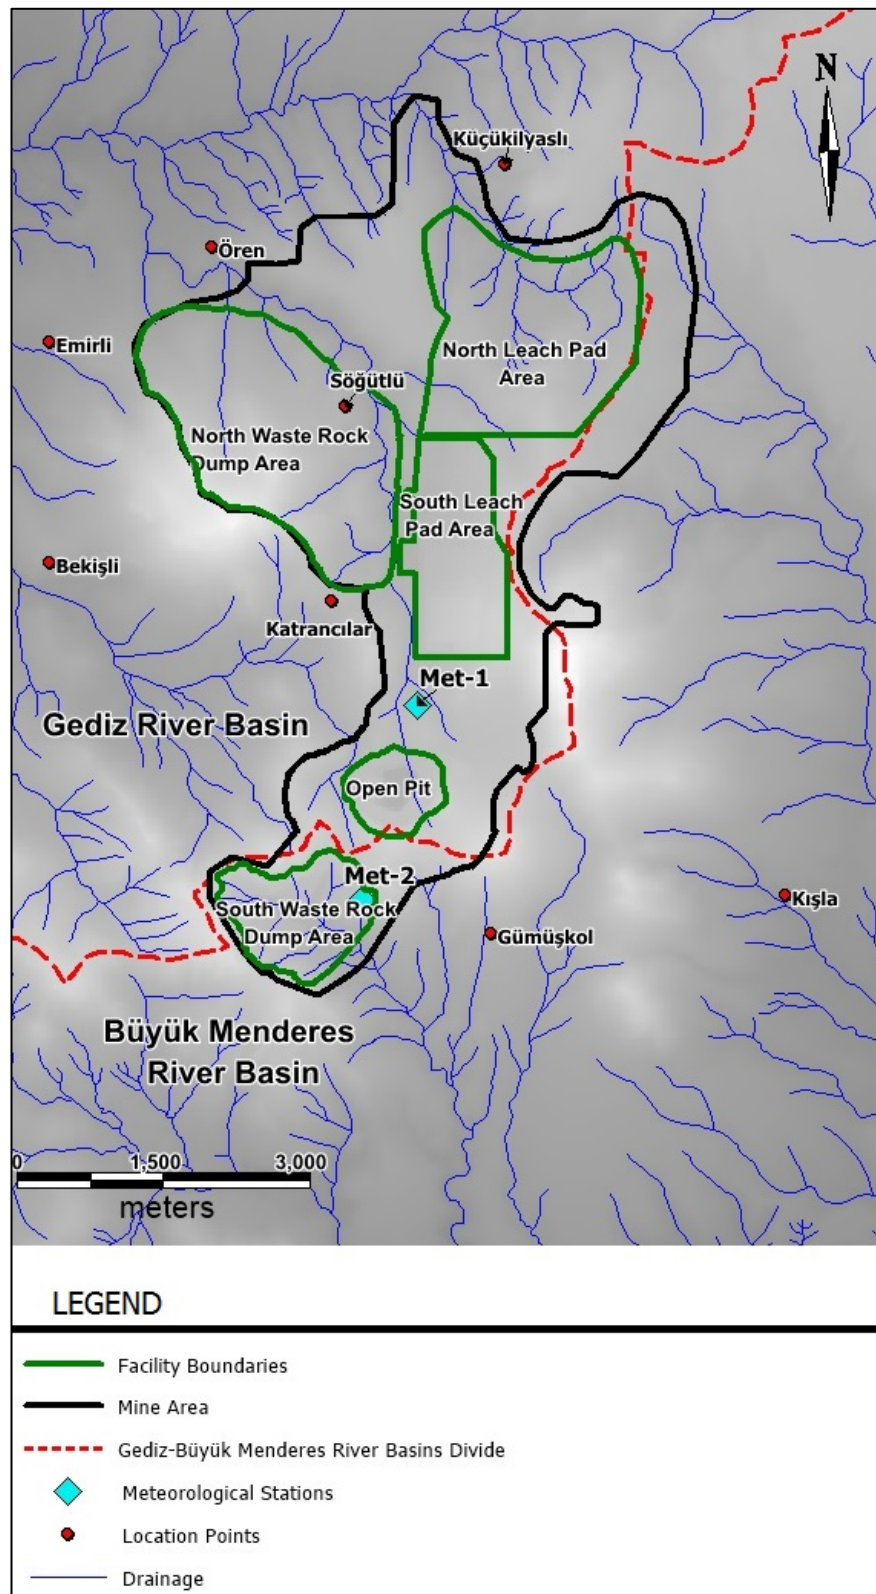 N
Küçükilyaslı
Ören
Emirli
North Leach Pad
Area
Söğütlü
North Waste Rock
Dump Area
South Leach
Pad Area
Bekişli
Katrancılar
Met-1
Gediz River Basin
Open Pit
Met-2
Kışla
South Waste Rock
Dump Area
Gümüşkol
Büyük Menderes
River Basin
0 1,500 3,000
meters
LEGEND
Facility Boundaries
Mine Area
Gediz-Büyük Menderes River Basins Divide
Meteorological Stations
Location Points
Drainage